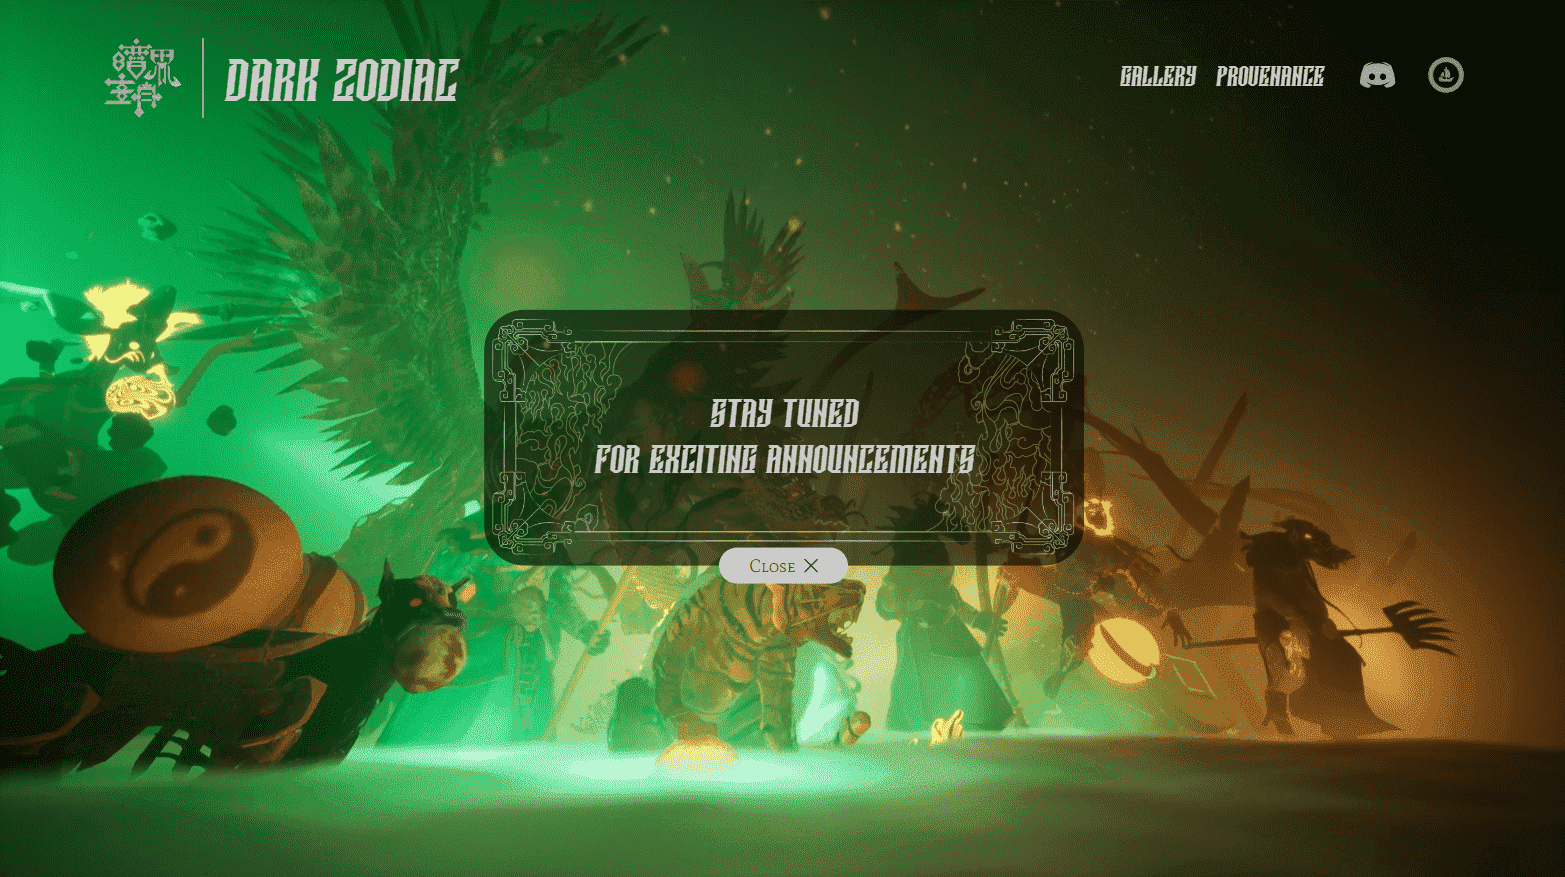 DARK ZODIAC
GALLERY PROVENANCE
STAY TUNED
FOR EXCITING ANNOUNCEMENTS
Close